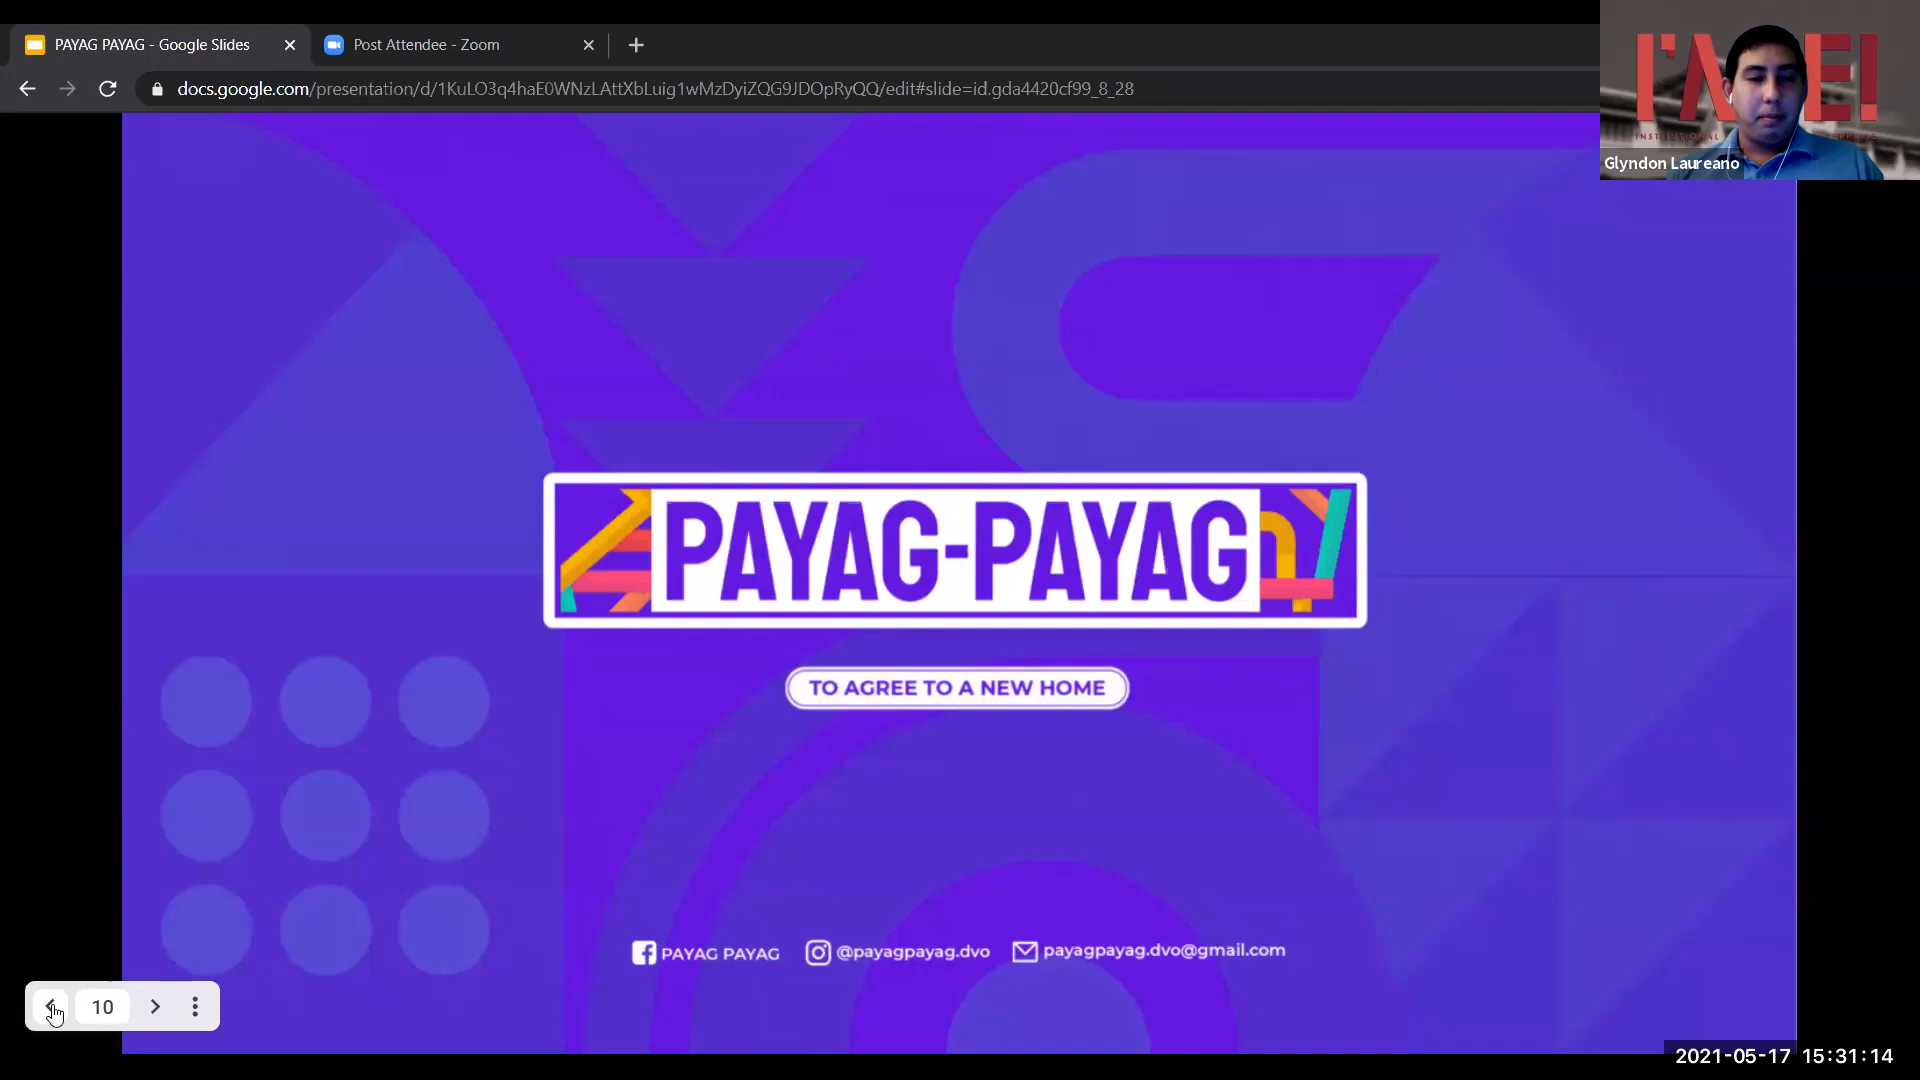 PAYAG PAYAG - Google Slides
Post Attendee - Zoom
docs.google.com/presentation/d/1KuLO3q4haE0WNzLAttXbLuig1wMzDyiZQG9JDOpRyQQ/edit#slide=id.gda4420cf99_8_28
Glyndon Laureano
PAYAG-PAYAG
TO AGREE TO A NEW HOME
PAYAG PAYAG @payagpayag.dvo payagpayag.dvo@gmail.com
10
2021-05-17 15:31:14